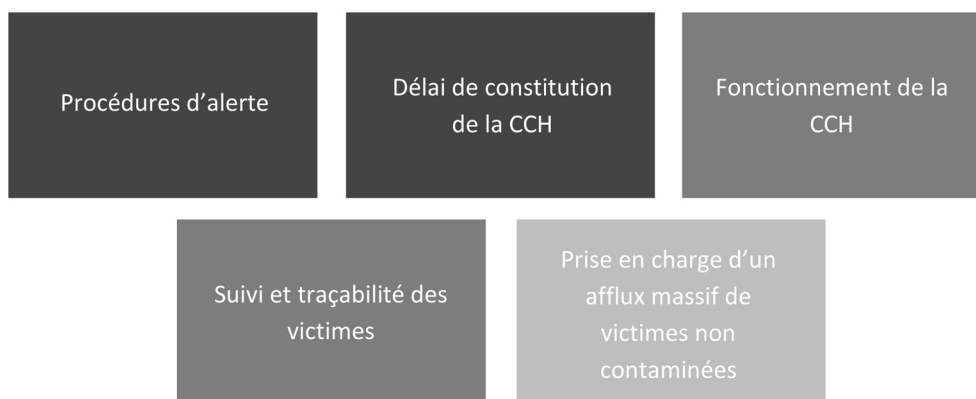 Procédures d’alerte
Délai de constitution
de la CCH
Fonctionnement de la
CCH
Suivi et traçabilité des
victimes
Prise en charge d’un
afflux massif de
victimes non
contaminées